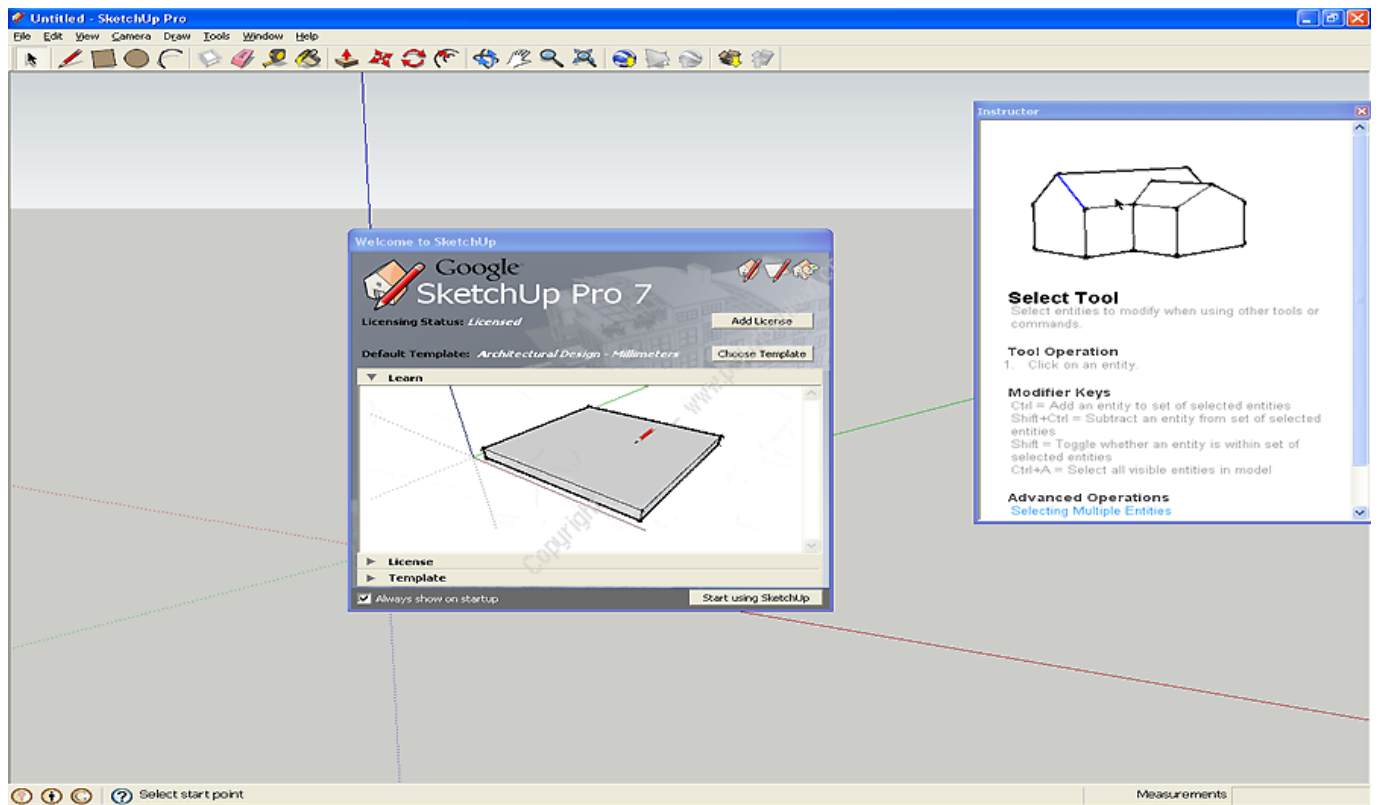 Untitled - SketchUp Pro
File Edit View Camera Draw Tools Window Help
Instructor
Select Tool
Select entities to modify when using other tools or
commands.
Tool Operation
1. Click on an entity.
Modifier Keys
Ctrl = Add an entity to set of selected entities
Shift+Ctrl = Subtract an entity from set of selected
entities
Shift = Toggle whether an entity is within set of
selected entities
Ctrl+A = Select all visible entities in model
Advanced Operations
Selecting Multiple Entities
Welcome to SketchUp
Google
SketchUp Pro 7
Licensing Status: Licensed
Add License
Default Template: Architectural Design - Millimeters
Choose Template
Learn
Copyright
License
Template
Always show on startup
Start using SketchUp
Select start point
Measurements